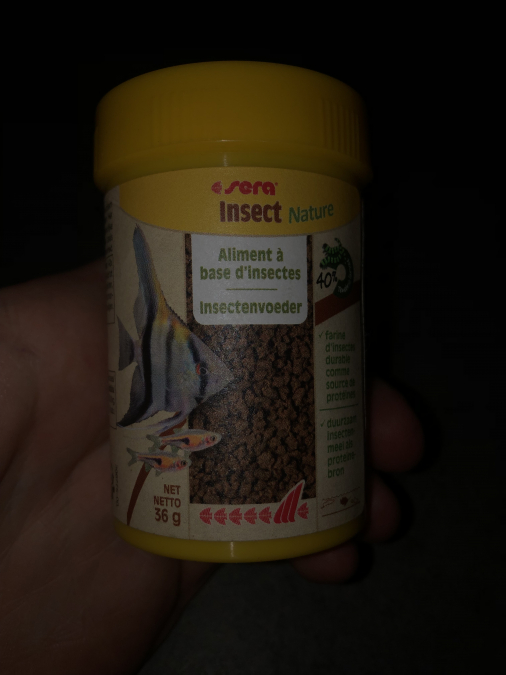 sera
Insect Nature
Aliment à
base d'insectes
Insectenvoeder
40%
✓ farine
d'insectes
durable
comme
source de
protéines
✓ duurzaam
insecten
meel als
proteïne
bron
NET
NETTO
36 g